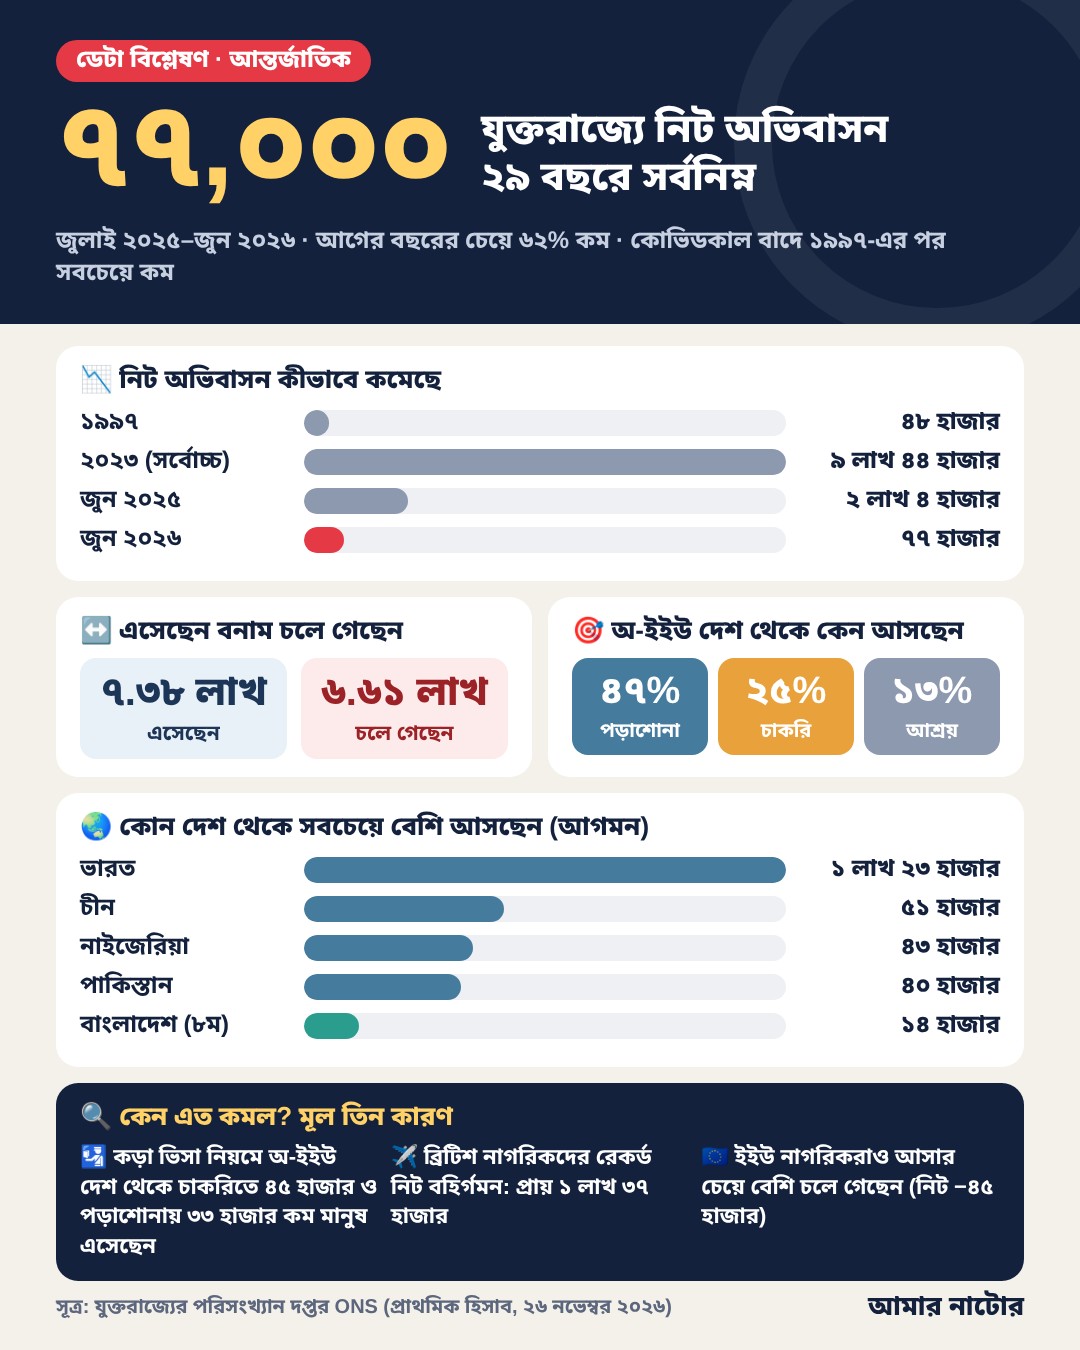 ডেটা বিশ্লেষণ · আন্তর্জাতিক
৭৭,০০০
যুক্তরাজ্যে নিট অভিবাসন
২৯ বছরে সর্বনিম্ন
জুলাই ২০২৫–জুন ২০২৬ · আগের বছরের চেয়ে ৬২% কম · কোভিডকাল বাদে ১৯৯৭-এর পর
সবচেয়ে কম
📉 নিট অভিবাসন কীভাবে কমেছে
১৯৯৭ ৪৮ হাজার
২০২৩ (সর্বোচ্চ) ৯ লাখ ৪৪ হাজার
জুন ২০২৫ ২ লাখ ৪ হাজার
জুন ২০২৬ ৭৭ হাজার
↔️ এসেছেন বনাম চলে গেছেন
৭.৩৮ লাখ
এসেছেন
৬.৬১ লাখ
চলে গেছেন
🎯 অ-ইইউ দেশ থেকে কেন আসছেন
৪৭%
পড়াশোনা
২৫%
চাকরি
১৩%
আশ্রয়
🌏 কোন দেশ থেকে সবচেয়ে বেশি আসছেন (আগমন)
ভারত ১ লাখ ২৩ হাজার
চীন ৫১ হাজার
নাইজেরিয়া ৪৩ হাজার
পাকিস্তান ৪০ হাজার
বাংলাদেশ (৮ম) ১৪ হাজার
🔍 কেন এত কমল? মূল তিন কারণ
🛂 কড়া ভিসা নিয়মে অ-ইইউ
দেশ থেকে চাকরিতে ৪৫ হাজার ও
পড়াশোনায় ৩৩ হাজার কম মানুষ
এসেছেন
✈️ ব্রিটিশ নাগরিকদের রেকর্ড
নিট বহির্গমন: প্রায় ১ লাখ ৩৭
হাজার
🇪🇺 ইইউ নাগরিকরাও আসার
চেয়ে বেশি চলে গেছেন (নিট −৪৫
হাজার)
সূত্র: যুক্তরাজ্যের পরিসংখ্যান দপ্তর ONS (প্রাথমিক হিসাব, ২৬ নভেম্বর ২০২৬)
আমার নাটোর